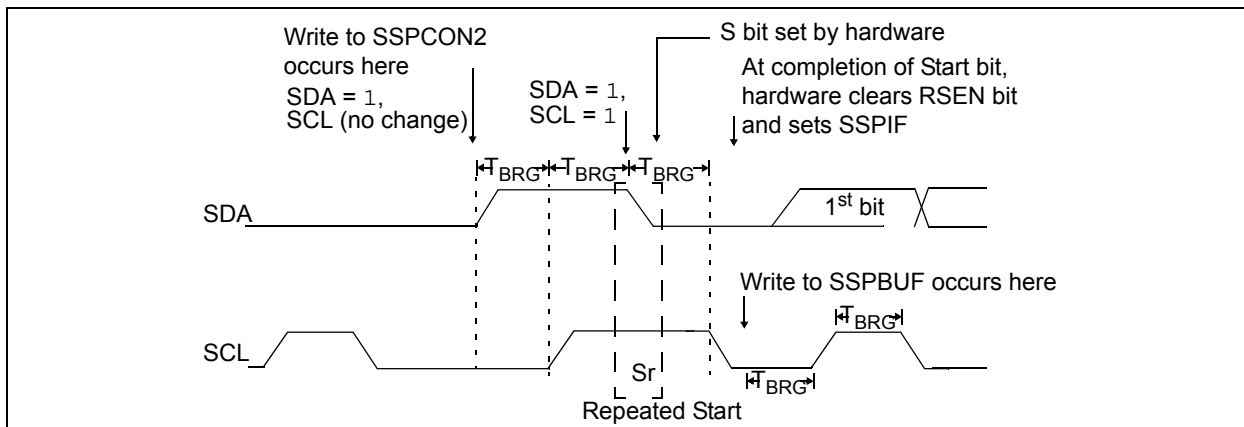 Write to SSPCON2
occurs here
SDA = 1,
SCL (no change)
SDA = 1,
SCL = 1
S bit set by hardware
At completion of Start bit,
hardware clears RSEN bit
and sets SSPIF
TBRG TBRG TBRG
SDA
1st bit
Write to SSPBUF occurs here
TBRG
SCL
Sr
TBRG
Repeated Start